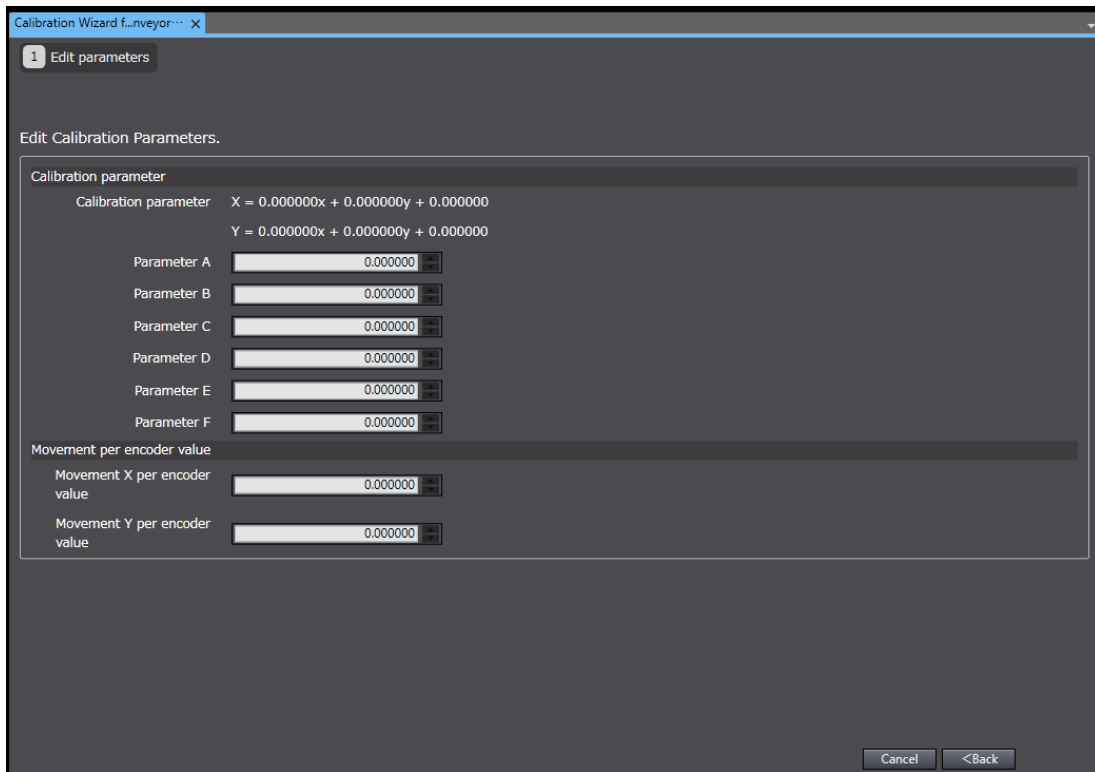 Calibration Wizard f...nveyor···
1 Edit parameters
Edit Calibration Parameters.
Calibration parameter
Calibration parameter X = 0.000000x + 0.000000y + 0.000000
Y = 0.000000x + 0.000000y + 0.000000
Parameter A 0.000000
Parameter B 0.000000
Parameter C 0.000000
Parameter D 0.000000
Parameter E 0.000000
Parameter F 0.000000
Movement per encoder value
Movement X per encoder
value
0.000000
Movement Y per encoder
value
0.000000
Cancel <Back